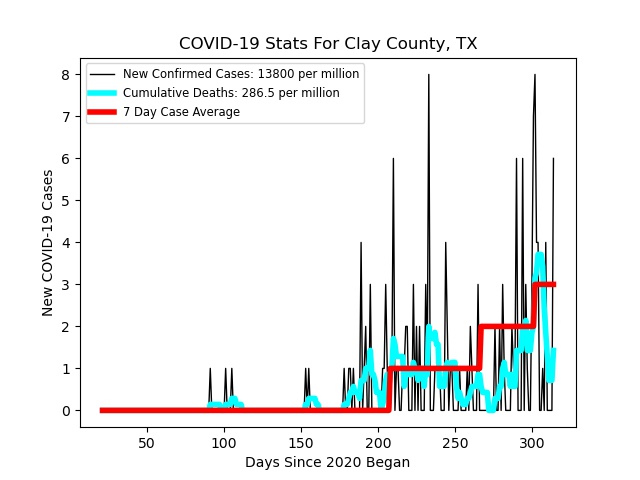 COVID-19 Stats For Clay County, TX
New Confirmed Cases: 13800 per million
Cumulative Deaths: 286.5 per million
7 Day Case Average
New COVID-19 Cases
8
7
6
5
4
3
2
1
0
50 100 150 200 250 300
Days Since 2020 Began